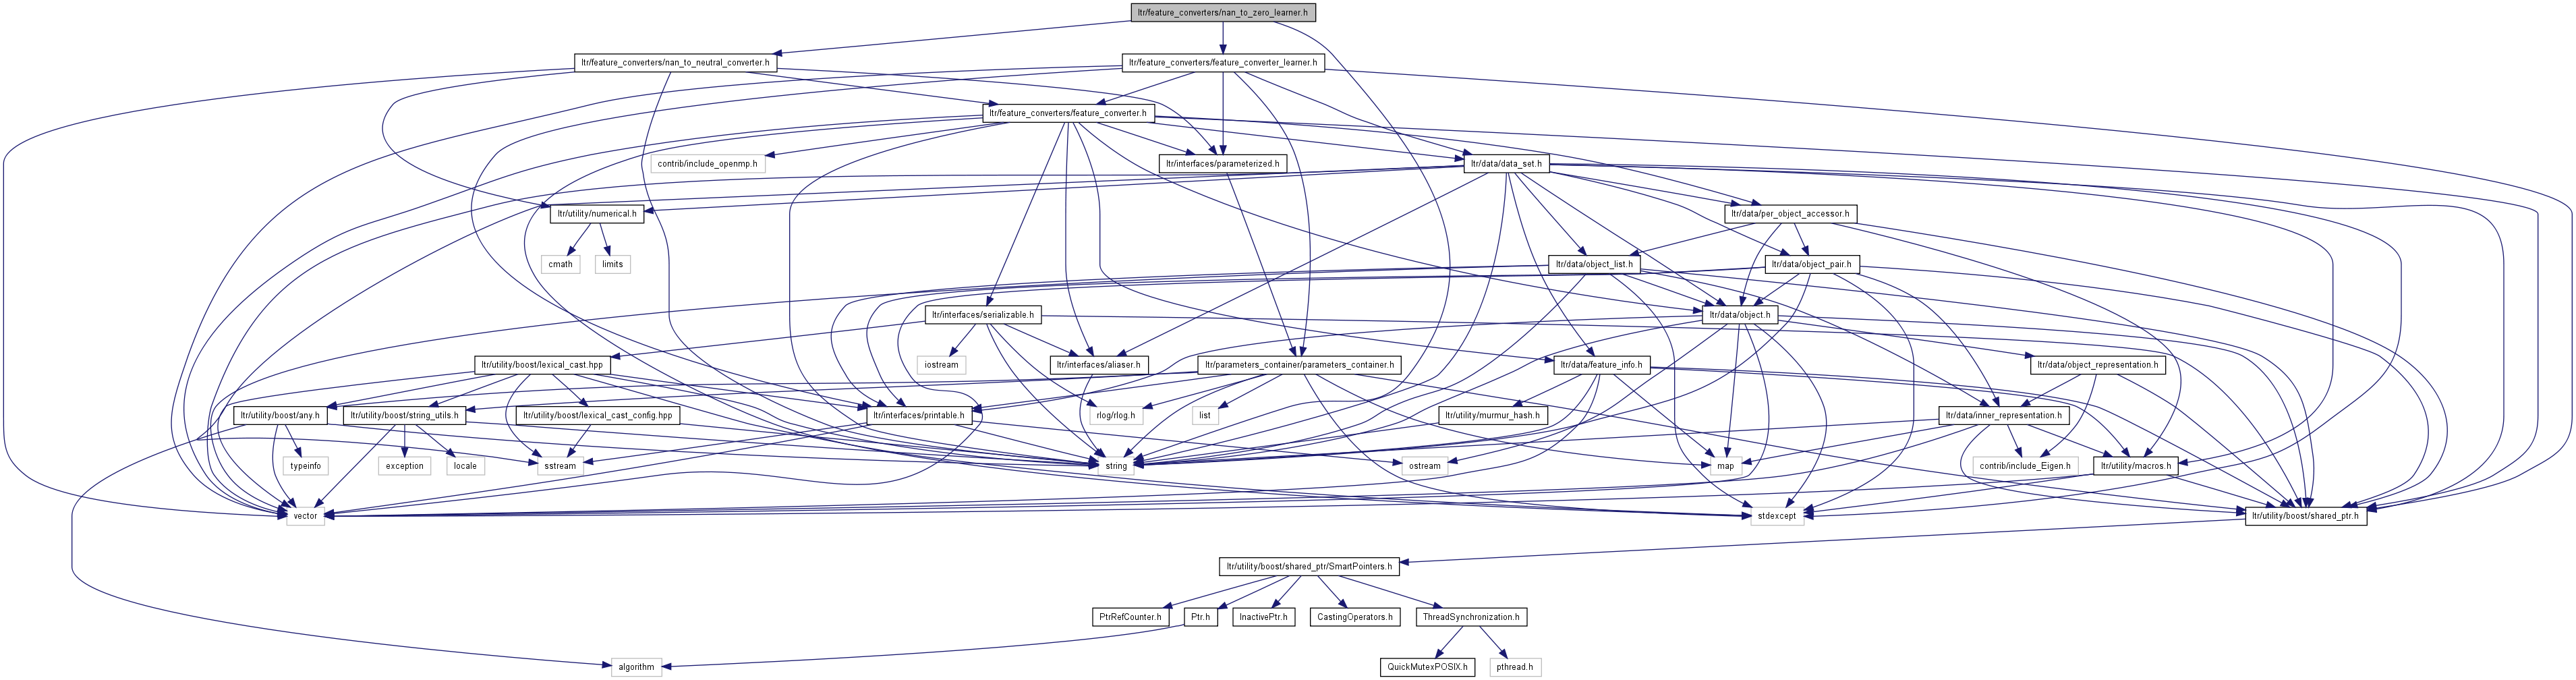 ltr/feature_converters/nan_to_zero_learner.h
ltr/feature_converters/nan_to_neutral_converter.h
ltr/feature_converters/feature_converter_learner.h
ltr/feature_converters/feature_converter.h
contrib/include_openmp.h
ltr/interfaces/parameterized.h
ltr/data/data_set.h
ltr/utility/numerical.h
ltr/data/per_object_accessor.h
cmath
limits
ltr/data/object_list.h
ltr/data/object_pair.h
ltr/interfaces/serializable.h
ltr/data/object.h
ltr/utility/boost/lexical_cast.hpp
iostream
ltr/interfaces/aliaser.h
ltr/parameters_container/parameters_container.h
ltr/data/feature_info.h
ltr/data/object_representation.h
ltr/utility/boost/any.h
ltr/utility/boost/string_utils.h
ltr/utility/boost/lexical_cast_config.hpp
ltr/interfaces/printable.h
rlog/rlog.h
list
ltr/utility/murmur_hash.h
ltr/data/inner_representation.h
typeinfo
exception
locale
sstream
string
ostream
map
contrib/include_Eigen.h
ltr/utility/macros.h
vector
stdexcept
ltr/utility/boost/shared_ptr.h
ltr/utility/boost/shared_ptr/SmartPointers.h
PtrRefCounter.h
Ptr.h
InactivePtr.h
CastingOperators.h
ThreadSynchronization.h
algorithm
QuickMutexPOSIX.h
pthread.h